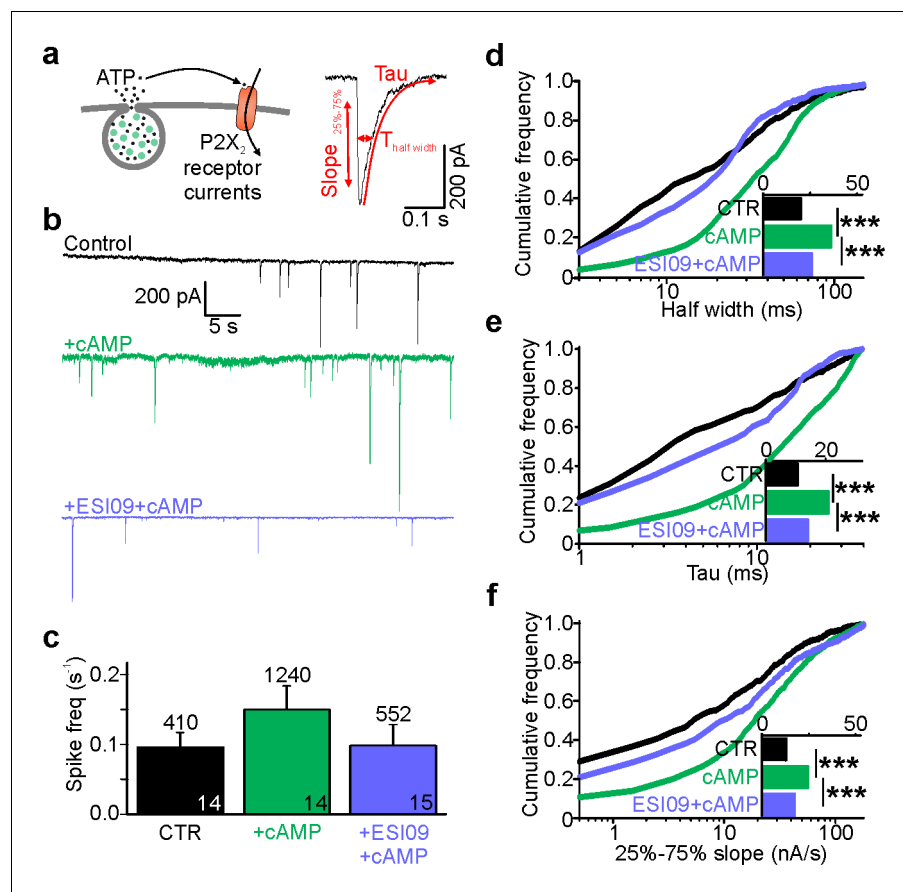 a
ATP
P2X2
receptor
currents
Tau
Slope 25%-75%
T half width
200 pA
0.1 s
b
Control
200 pA
5 s
+cAMP
+ESI09+cAMP
c
Spike freq (s-1)
0.2
0.1
0.0
410
1240
552
14
14
15
CTR
+cAMP
+ESI09
+cAMP
d
Cumulative frequency
1.0
0.8
0.6
0.4
0.2
0
0
50
CTR
cAMP
ESI09+cAMP
***
***
10
100
Half width (ms)
e
Cumulative frequency
1.0
0.8
0.6
0.4
0.2
0
0
20
CTR
cAMP
ESI09+cAMP
***
***
1
10
Tau (ms)
f
Cumulative frequency
1.0
0.8
0.6
0.4
0.2
0
0
50
CTR
cAMP
ESI09+cAMP
***
***
1
10
100
25%-75% slope (nA/s)